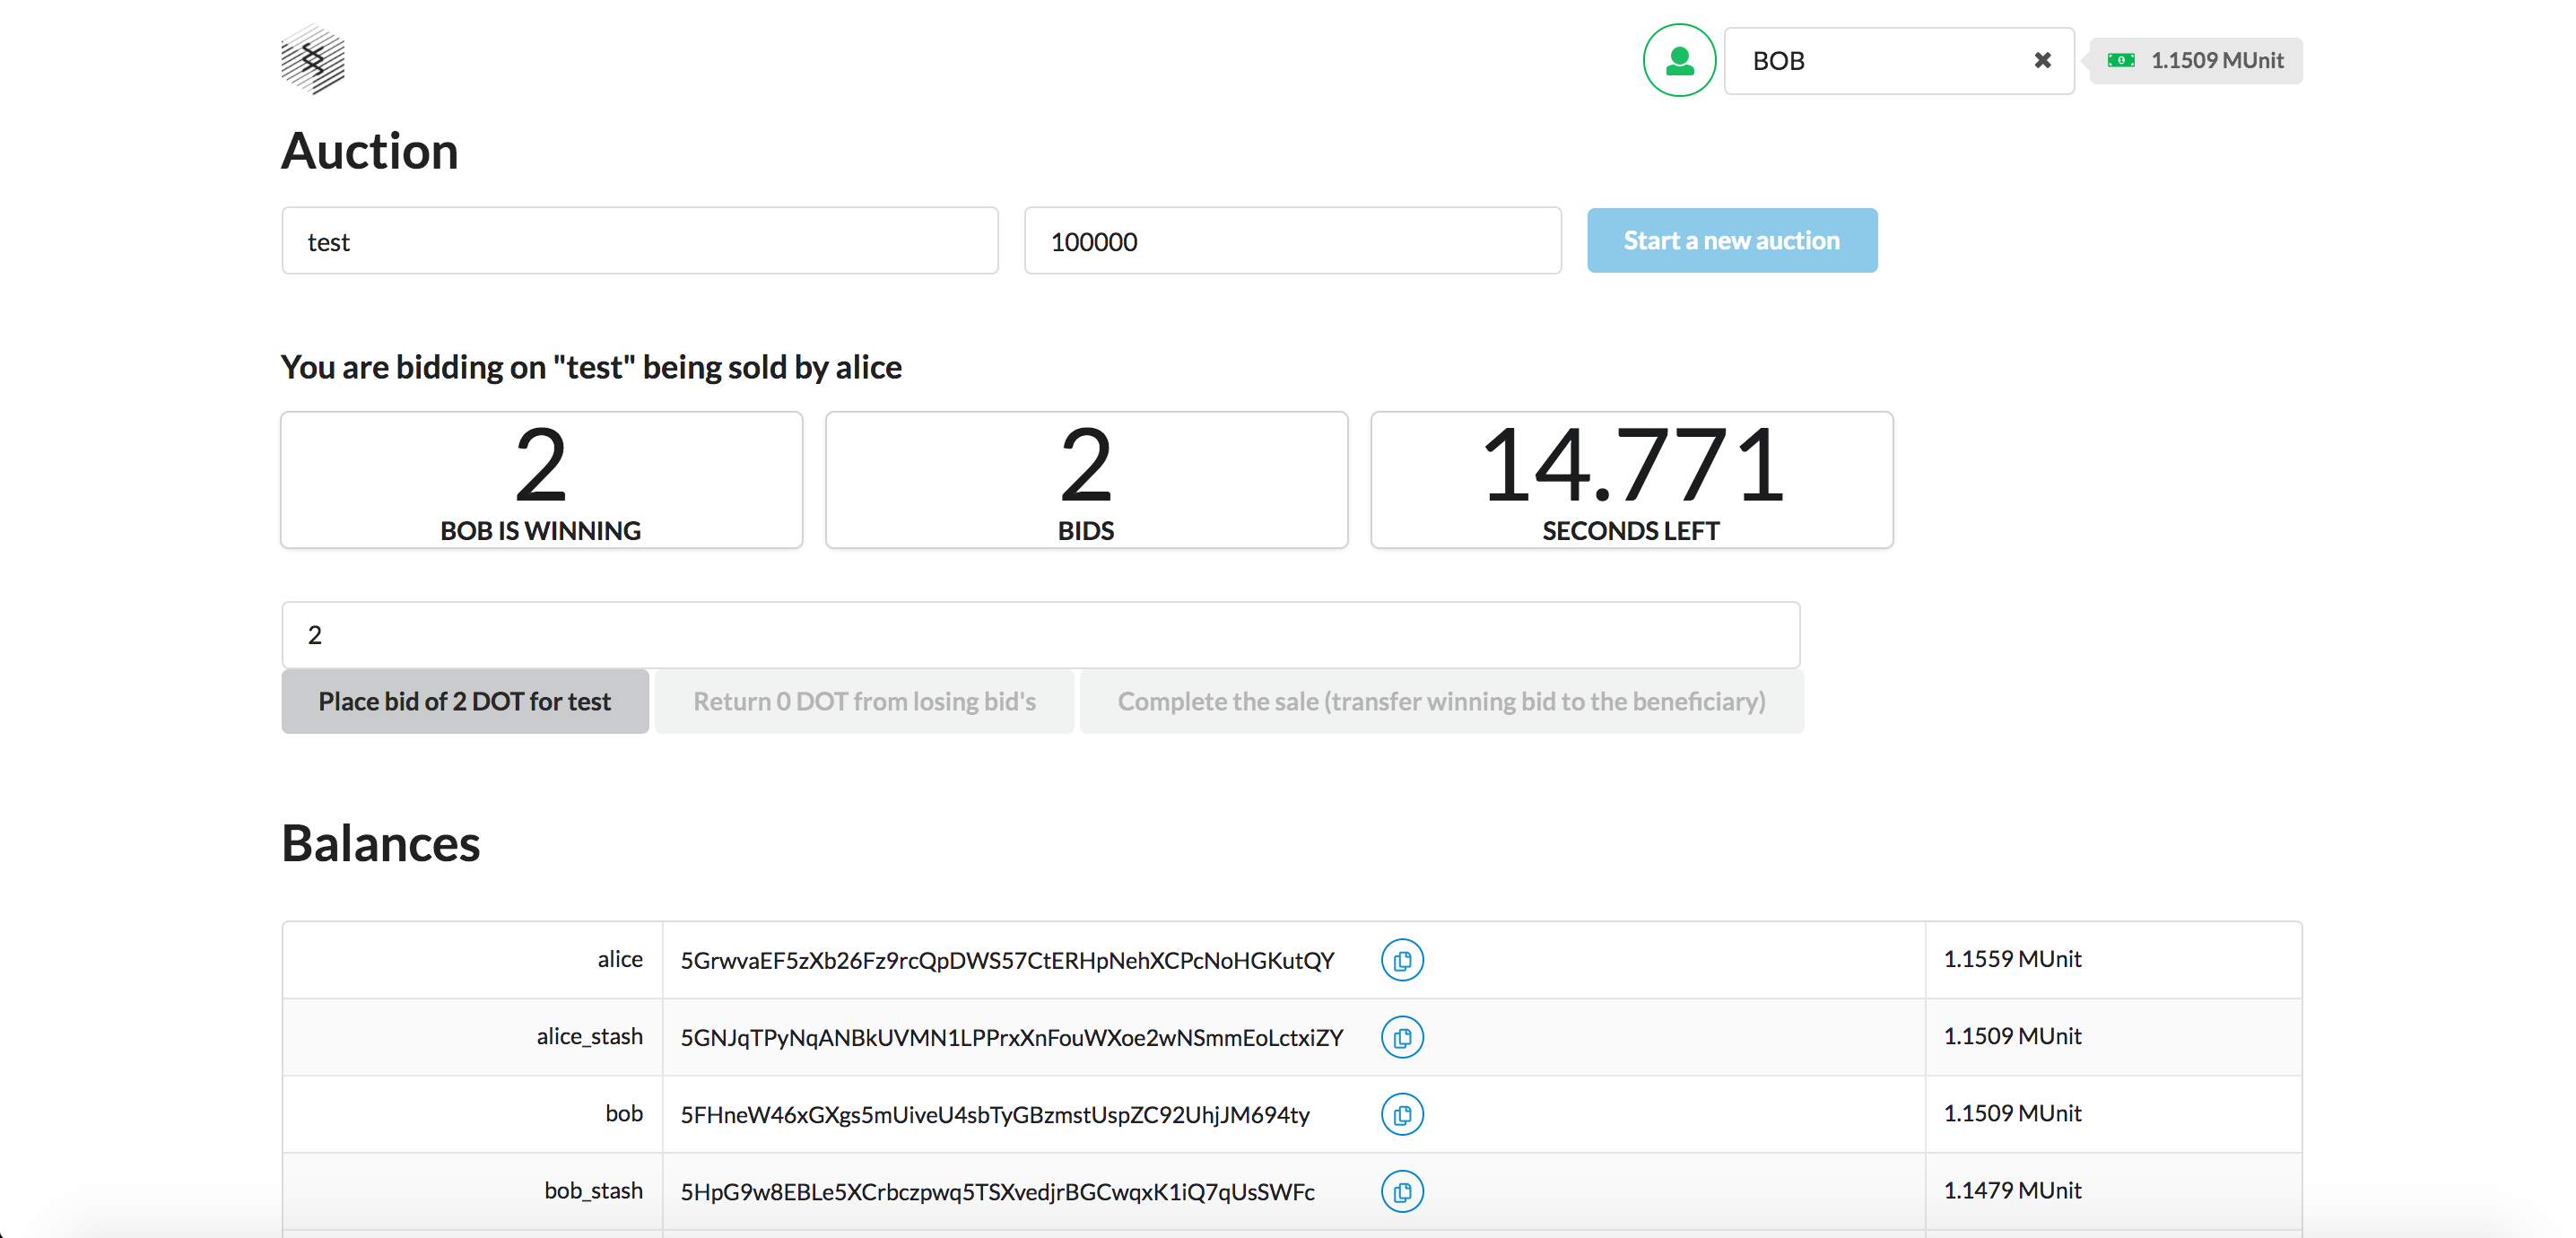 BOB
1.1509 MUnit
Auction
test
100000
Start a new auction
You are bidding on "test" being sold by alice
2
BOB IS WINNING
2
BIDS
14.771
SECONDS LEFT
2
Place bid of 2 DOT for test
Return 0 DOT from losing bid's
Complete the sale (transfer winning bid to the beneficiary)
Balances
alice 5GrwvaEF5zXb26Fz9rcQpDWS57CtERHpNehXCPcNoHGKutQY 1.1559 MUnit
alice_stash 5GNJqTPyNqANBkUVMN1LPPrxXnFouWXoe2wNSmmEoLctxiZY 1.1509 MUnit
bob 5FHneW46xGXgs5mUiveU4sbTyGBzmstUspZC92UhjJM694ty 1.1509 MUnit
bob_stash 5HpG9w8EBLe5XCrbczpwq5TSXvedjrBGCwqxK1iQ7qUsSWFc 1.1479 MUnit